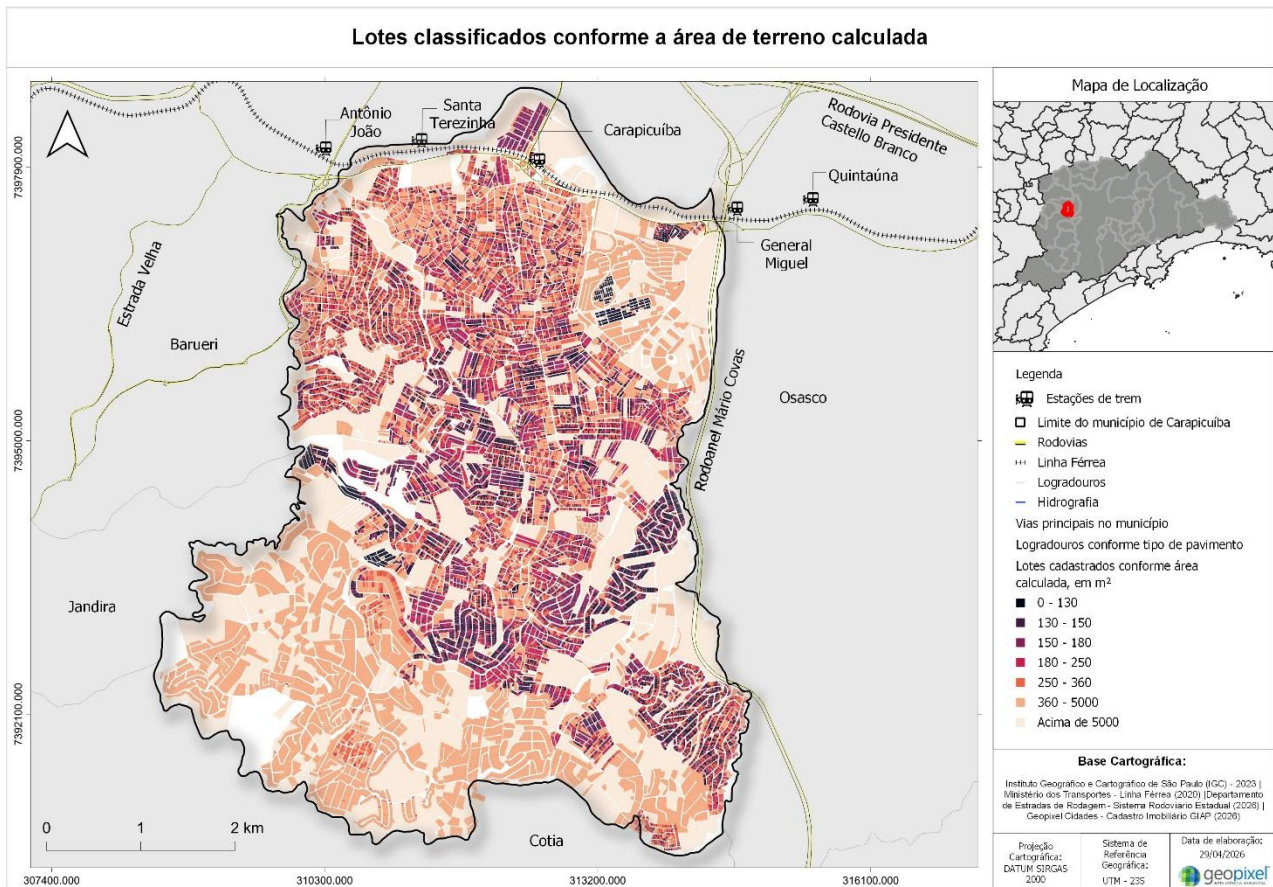 Lotes classificados conforme a área de terreno calculada
Antônio
João
Santa
Terezinha
Carapicuíba
Rodovia Presidente
Castello Branco
Quintaúna
General
Miguel
Estrada Velha
Barueri
Osasco
Rodoanel Mário Covas
Jandira
Cotia
0
1
2 km
7397900.000
7395000.000
7392100.000
307400.000
310300.000
313200.000
316100.000
Mapa de Localização
Legenda
Estações de trem
Limite do município de Carapicuíba
Rodovias
Linha Férrea
Logradouros
Hidrografia
Vias principais no município
Logradouros conforme tipo de pavimento
Lotes cadastrados conforme área
calculada, em m²
0 - 130
130 - 150
150 - 180
180 - 250
250 - 360
360 - 5000
Acima de 5000
Base Cartográfica:
Instituto Geográfico e Cartográfico de São Paulo (IGC) - 2023 |
Ministério dos Transportes - Linha Férrea (2020) |Departamento
de Estradas de Rodagem - Sistema Rodoviário Estadual (2026) |
Geopixel Cidades - Cadastro Imobiliário GIAP (2026)
Projeção
Cartográfica:
DATUM SIRGAS
2000
Sistema de
Referência
Geográfica:
UTM - 23S
Data de elaboração:
29/04/2026
geopixel